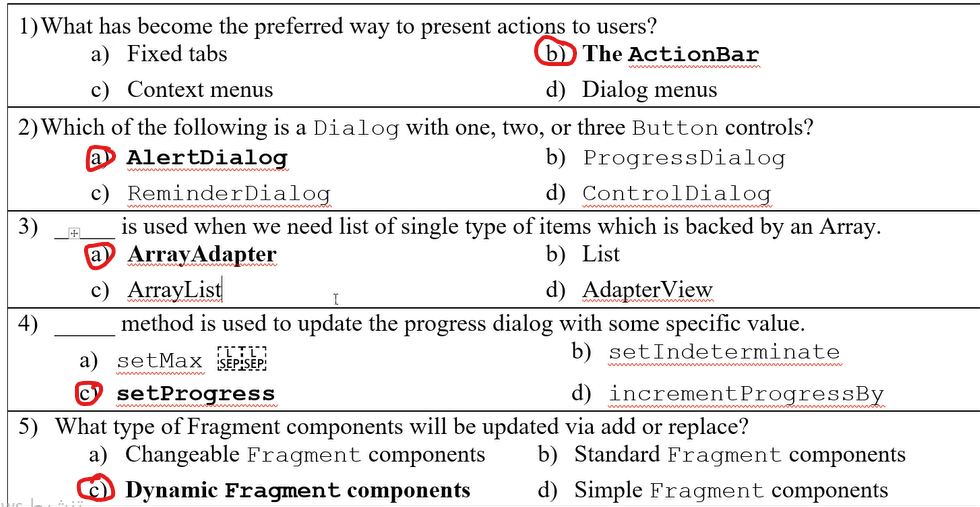 1) What has become the preferred way to present actions to users?
a) Fixed tabs b) The ActionBar
c) Context menus d) Dialog menus
2) Which of the following is a Dialog with one, two, or three Button controls?
a) AlertDialog b) ProgressDialog
c) ReminderDialog d) ControlDialog
3) _____ is used when we need list of single type of items which is backed by an Array.
a) ArrayAdapter b) List
c) ArrayList d) AdapterView
4) _____ method is used to update the progress dialog with some specific value.
a) setMax L SEP L SEP b) setIndeterminate
c) setProgress d) incrementProgressBy
5) What type of Fragment components will be updated via add or replace?
a) Changeable Fragment components b) Standard Fragment components
c) Dynamic Fragment components d) Simple Fragment components